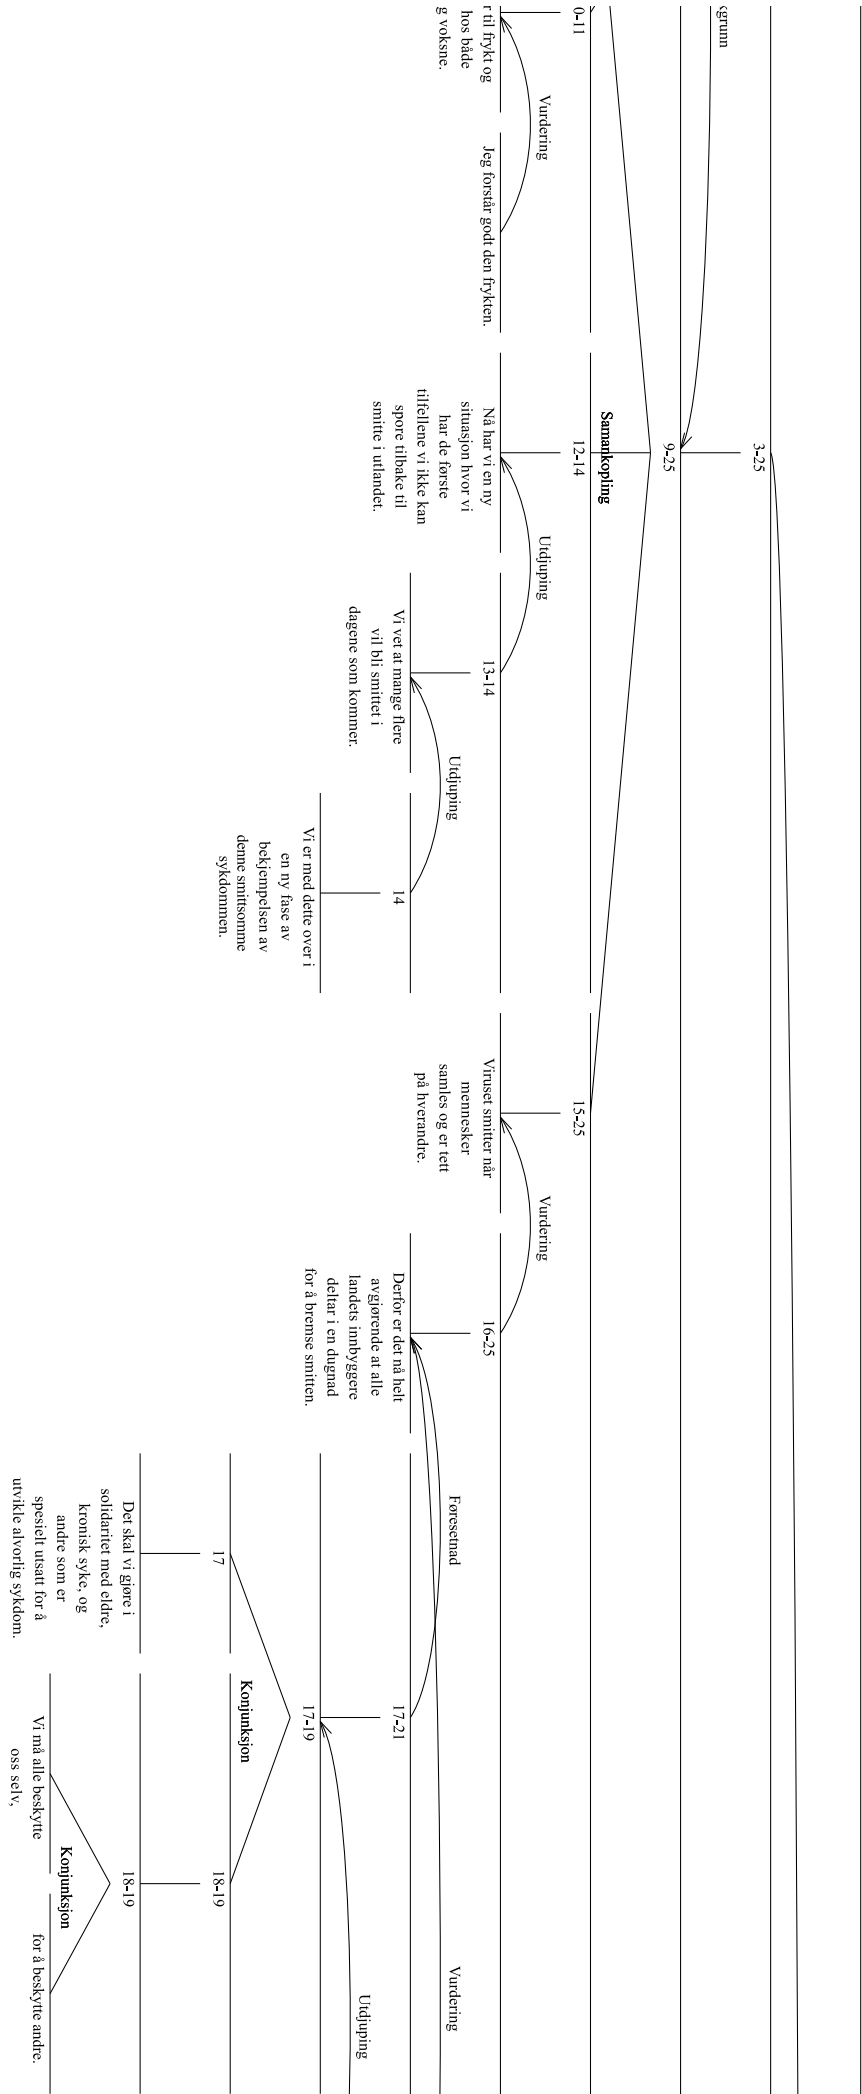 3-25
9-25
Samankopling
12-14
15-25
Vurdering
til frykt og
hos både
voksne.
Jeg forstår godt den frykten.
Nå har vi en ny
situasjon hvor vi
har de første
tilfellene vi ikke kan
spore tilbake til
smitte i utlandet.
Utdjuping
13-14
Vi vet at mange flere
vil bli smittet i
dagene som kommer.
Utdjuping
14
Vi er med dette over i
en ny fase av
bekjempelsen av
denne smittsomme
sykdommen.
Viruset smitter når
mennesker
samles og er tett
på hverandre.
Vurdering
16-25
Derfor er det nå helt
avgjørende at alle
landets innbyggere
deltar i en dugnad
for å bremse smitten.
Føresetnad
Vurdering
17-21
17-19
Utdjuping
Konjunksjon
17
18-19
Det skal vi gjøre i
solidaritet med eldre,
kronisk syke, og
andre som er
spesielt utsatt for å
utvikle alvorlig sykdom.
18-19
Konjunksjon
Vi må alle beskytte
oss selv,
for å beskytte andre.